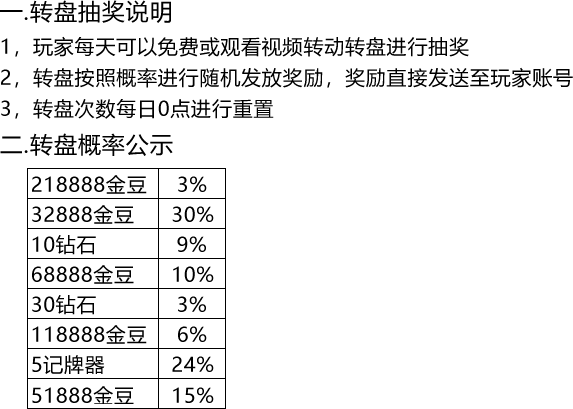 一.转盘抽奖说明
1，玩家每天可以免费或观看视频转动转盘进行抽奖
2，转盘按照概率进行随机发放奖励，奖励直接发送至玩家账号
3，转盘次数每日0点进行重置
二.转盘概率公示
218888金豆 3%
32888金豆 30%
10钻石 9%
68888金豆 10%
30钻石 3%
118888金豆 6%
5记牌器 24%
51888金豆 15%